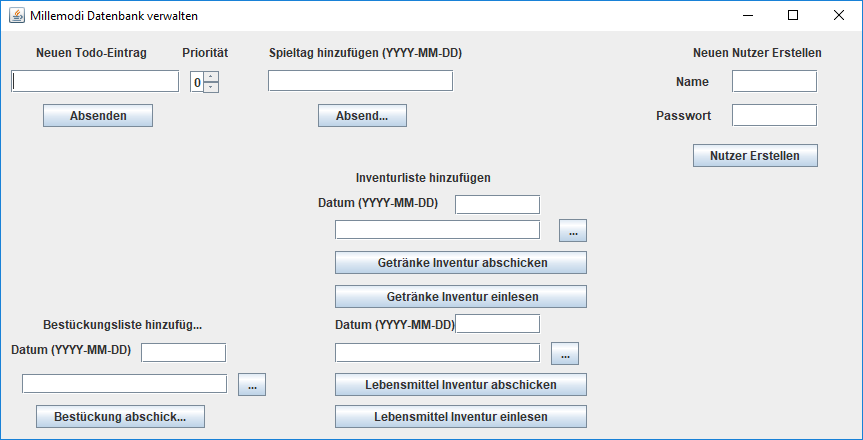 Millemodi Datenbank verwalten
Neuen Todo-Eintrag Priorität Spieltag hinzufügen (YYYY-MM-DD) Neuen Nutzer Erstellen
0 Name
Absenden Absend... Passwort
Nutzer Erstellen
Inventurliste hinzufügen
Datum (YYYY-MM-DD)
...
Getränke Inventur abschicken
Getränke Inventur einlesen
Bestückungsliste hinzufüg... Datum (YYYY-MM-DD)
Datum (YYYY-MM-DD) ...
... Lebensmittel Inventur abschicken
Bestückung abschick... Lebensmittel Inventur einlesen